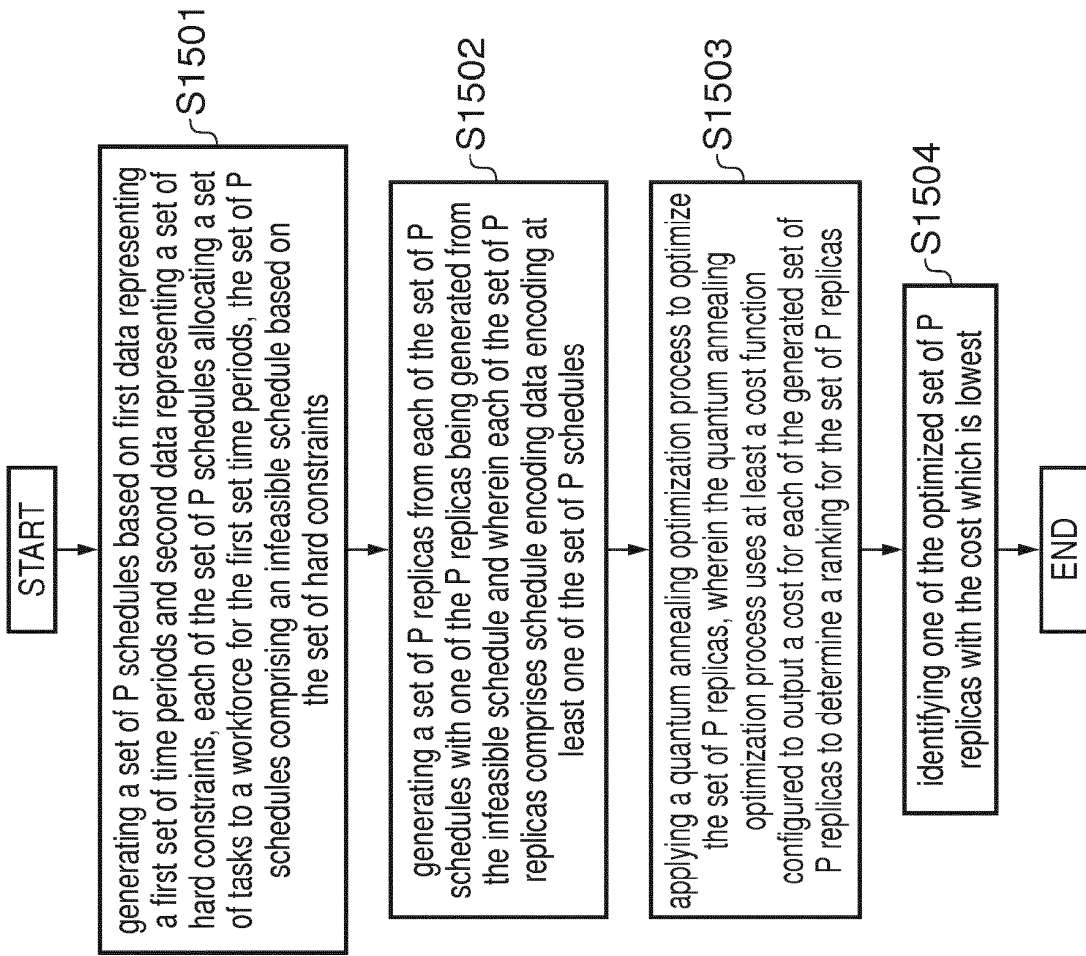 START
generating a set of P schedules based on first data representing
a first set of time periods and second data representing a set of
hard constraints, each of the set of P schedules allocating a set
of tasks to a workforce for the first set time periods, the set of P
schedules comprising an infeasible schedule based on
the set of hard constraints
S1501
generating a set of P replicas from each of the set of P
schedules with one of the P replicas being generated from
the infeasible schedule and wherein each of the set of P
replicas comprises schedule encoding data encoding at
least one of the set of P schedules
S1502
applying a quantum annealing optimization process to optimize
the set of P replicas, wherein the quantum annealing
optimization process uses at least a cost function
configured to output a cost for each of the generated set of
P replicas to determine a ranking for the set of P replicas
S1503
identifying one of the optimized set of P
replicas with the cost which is lowest
S1504
END